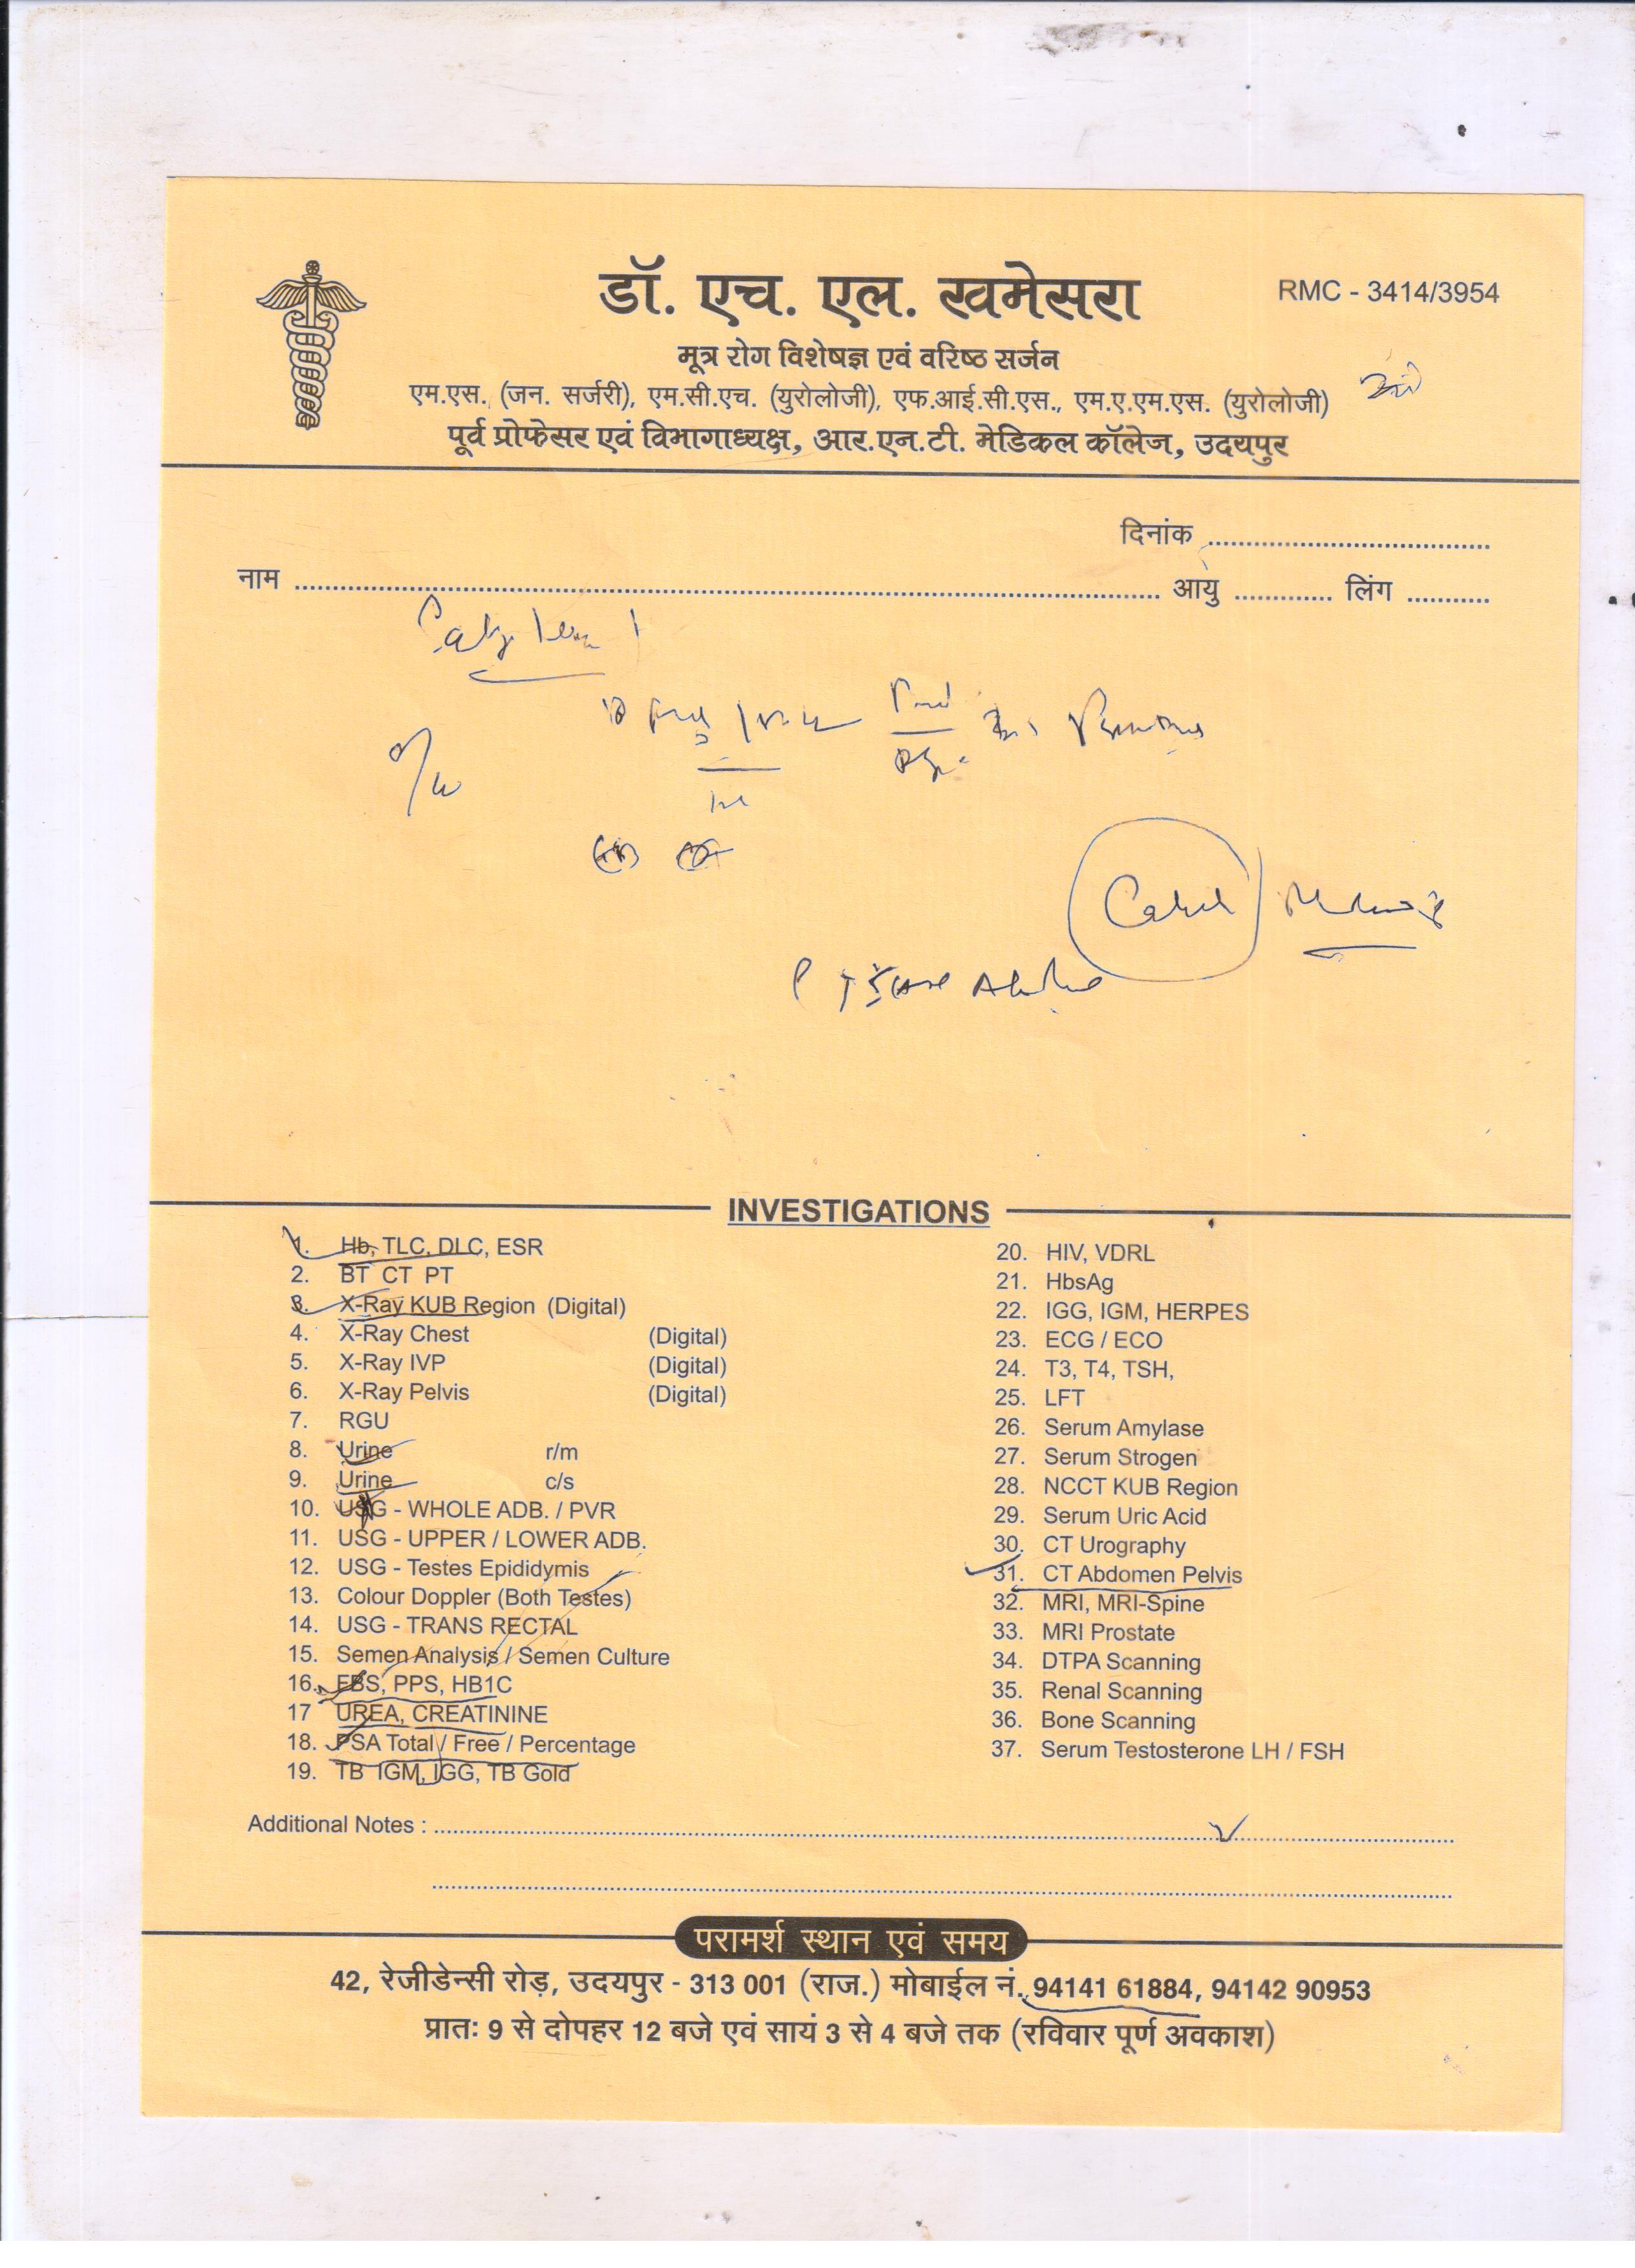 डॉ. एच. एल. खमेसरा
RMC - 3414/3954
मूत्र रोग विशेषज्ञ एवं वरिष्ठ सर्जन
एम.एस. (जन. सर्जरी), एम.सी.एच. (युरोलोजी), एफ.आई.सी.एस., एम.ए.एम.एस. (युरोलोजी)
पूर्व प्रोफेसर एवं विभागाध्यक्ष, आर.एन.टी. मेडिकल कॉलेज, उदयपुर
दिनांक
नाम आयु लिंग
INVESTIGATIONS
1. Hb, TLC, DLC, ESR
2. BT CT PT
3. X-Ray KUB Region (Digital)
4. X-Ray Chest (Digital)
5. X-Ray IVP (Digital)
6. X-Ray Pelvis (Digital)
7. RGU
8. Urine r/m
9. Urine c/s
10. USG - WHOLE ADB. / PVR
11. USG - UPPER / LOWER ADB.
12. USG - Testes Epididymis
13. Colour Doppler (Both Testes)
14. USG - TRANS RECTAL
15. Semen Analysis / Semen Culture
16. FBS, PPS, HB1C
17 UREA, CREATININE
18. PSA Total / Free / Percentage
19. TB IGM, IGG, TB Gold
20. HIV, VDRL
21. HbsAg
22. IGG, IGM, HERPES
23. ECG / ECO
24. T3, T4, TSH,
25. LFT
26. Serum Amylase
27. Serum Strogen
28. NCCT KUB Region
29. Serum Uric Acid
30. CT Urography
31. CT Abdomen Pelvis
32. MRI, MRI-Spine
33. MRI Prostate
34. DTPA Scanning
35. Renal Scanning
36. Bone Scanning
37. Serum Testosterone LH / FSH
Additional Notes :
परामर्श स्थान एवं समय
42, रेजीडेन्सी रोड़, उदयपुर - 313 001 (राज.) मोबाईल नं. 94141 61884, 94142 90953
प्रातः 9 से दोपहर 12 बजे एवं सायं 3 से 4 बजे तक (रविवार पूर्ण अवकाश)